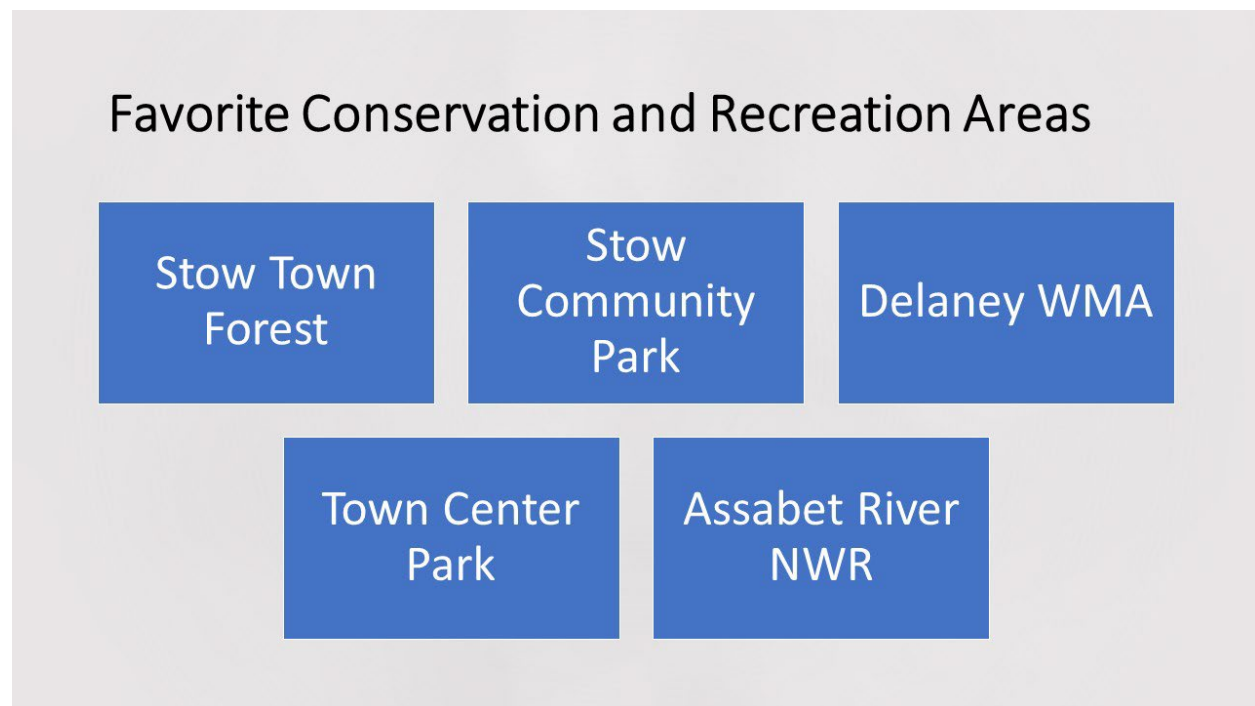 Favorite Conservation and Recreation Areas
Stow Town
Forest
Stow
Community
Park
Delaney WMA
Town Center
Park
Assabet River
NWR